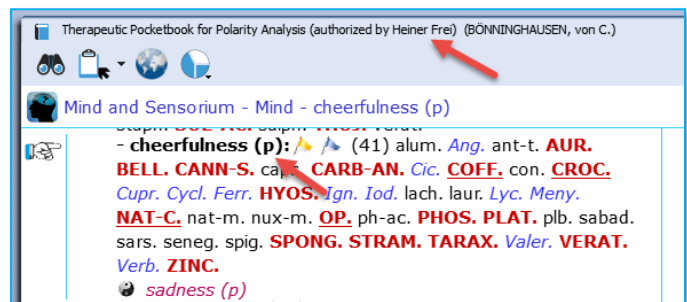 Therapeutic Pocketbook for Polarity Analysis (authorized by Heiner Frei) (BÖNNINGHAUSEN, von C.)
Mind and Sensorium - Mind - cheerfulness (p)
- cheerfulness (p): (41) alum. Ang. ant-t. AUR.
BELL. CANN-S. CARB-AN. Cic. COFF. con. CROC.
Cupr. Cycl. Ferr. HYOS. Ign. Iod. lach. laur. Lyc. Meny.
NAT-C. nat-m. nux-m. OP. ph-ac. PHOS. PLAT. plb. sabad.
sars. seneg. spig. SPONG. STRAM. TARAX. Valer. VERAT.
Verb. ZINC.
sadness (p)